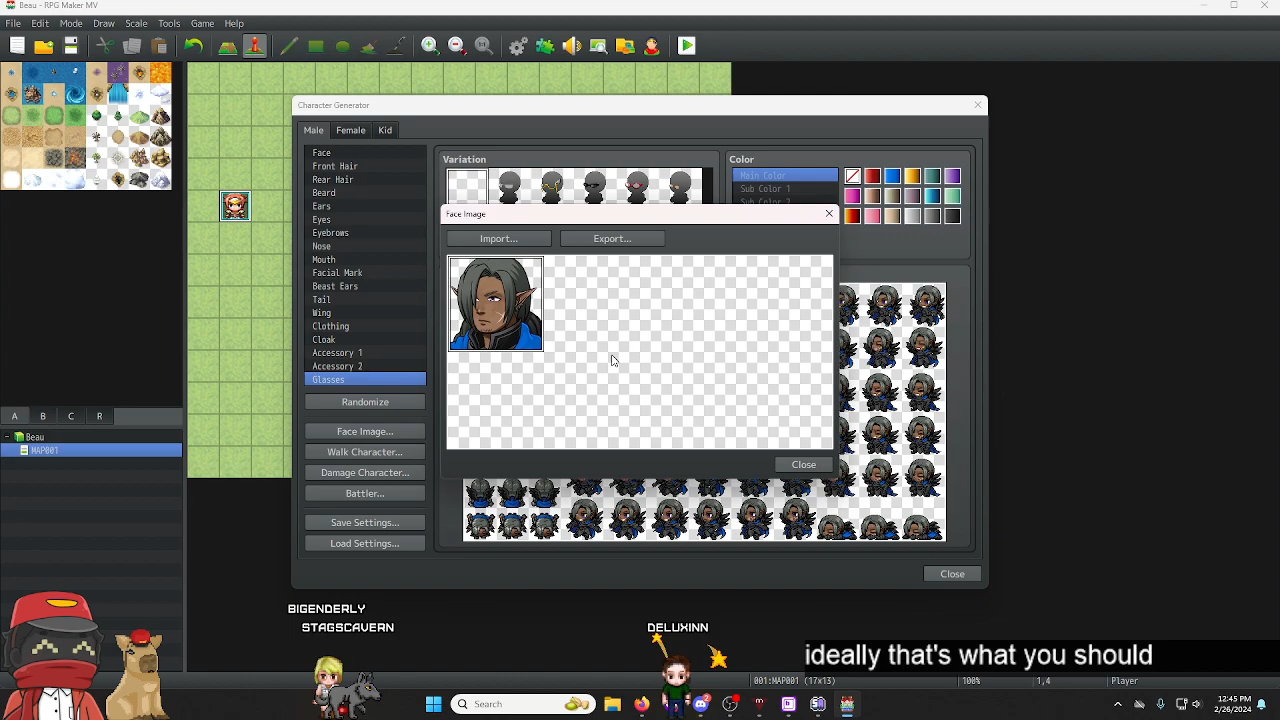 Beau - RPG Maker MV
File Edit Mode Draw Scale Tools Game Help
Character Generator
Male Female Kid
Face
Front Hair
Rear Hair
Beard
Ears
Eyes
Eyebrows
Nose
Mouth
Facial Mark
Beast Ears
Tail
Wing
Clothing
Cloak
Accessory 1
Accessory 2
Glasses
Randomize
Face Image...
Walk Character...
Damage Character...
Battler...
Save Settings...
Load Settings...
Variation
Color
Main Color
Sub Color 1
Sub Color 2
Face Image
Import...
Export...
Close
Close
A B C R
Beau
MAP001
BIGENDERLY
STAGSCAVERN
DELUXINN
ideally that's what you should
001:MAP001 (17x13) 100% 1,4 Player
Search
2
12:45 PM
2/26/2024